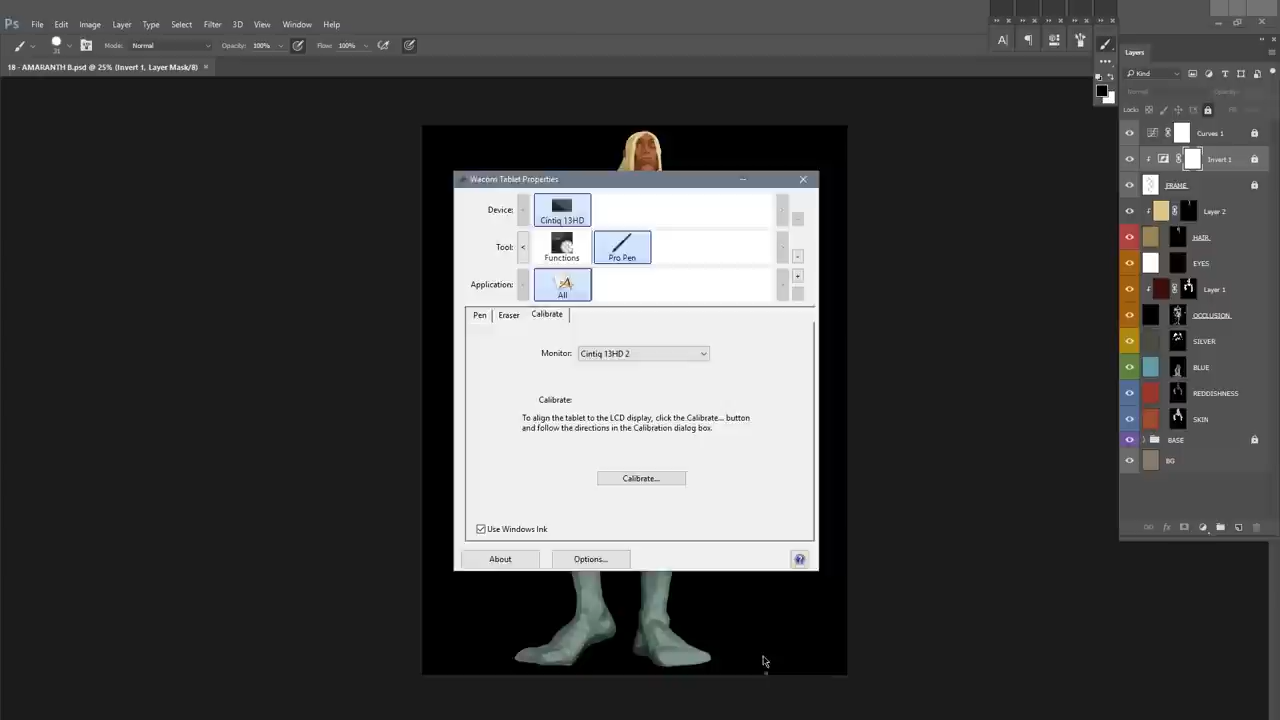 Ps File Edit Image Layer Type Select Filter 3D View Window Help
Mode: Normal Opacity: 100% Flow: 100%
18 - AMARANTH B.psd @ 25% (Invert 1, Layer Mask/8) ×
Layers
Kind
Normal
Lock:
Curves 1
Invert 1
FRAME
Layer 2
HAIR
EYES
Layer 1
OCCLUSION
SILVER
BLUE
REDDISHNESS
SKIN
BASE
BG
Wacom Tablet Properties
Device:
Cintiq 13HD
Tool:
Functions
Pro Pen
Application:
All
Pen Eraser Calibrate
Monitor: Cintiq 13HD 2
Calibrate:
To align the tablet to the LCD display, click the Calibrate... button
and follow the directions in the Calibration dialog box.
Calibrate...
Use Windows Ink
About Options...